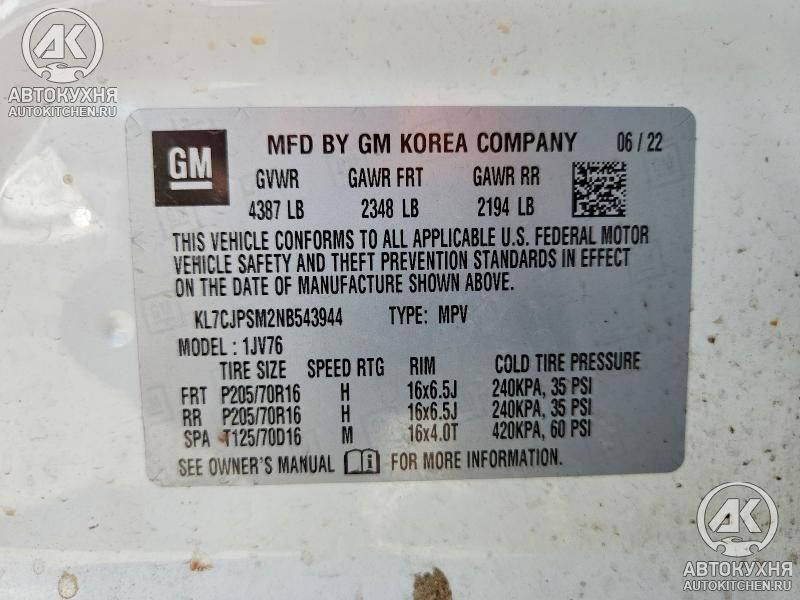 AK
АВТОКУХНЯ
AUTOKITCHEN.RU
GM
MFD BY GM KOREA COMPANY 06 / 22
GVWR GAWR FRT GAWR RR
4387 LB 2348 LB 2194 LB
THIS VEHICLE CONFORMS TO ALL APPLICABLE U.S. FEDERAL MOTOR
VEHICLE SAFETY AND THEFT PREVENTION STANDARDS IN EFFECT
ON THE DATE OF MANUFACTURE SHOWN ABOVE.
KL7CJPSM2NB543944 TYPE: MPV
MODEL : 1JV76
TIRE SIZE SPEED RTG RIM COLD TIRE PRESSURE
FRT P205/70R16 H 16x6.5J 240KPA, 35 PSI
RR P205/70R16 H 16x6.5J 240KPA, 35 PSI
SPA T125/70D16 M 16x4.0T 420KPA, 60 PSI
SEE OWNER'S MANUAL i FOR MORE INFORMATION.
AK
АВТОКУХНЯ
AUTOKITCHEN.RU